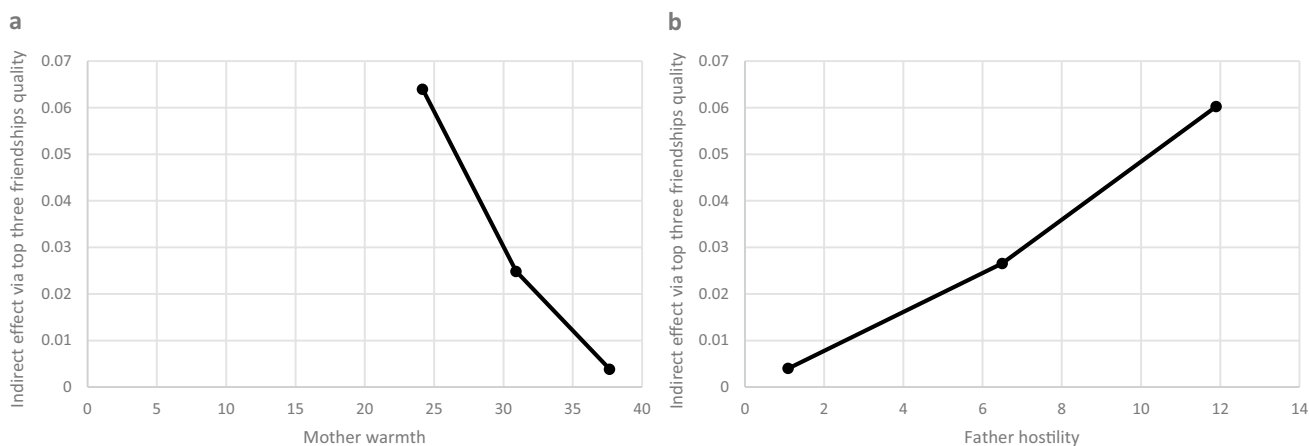 a
Indirect effect via top three friendships quality
0.07
0.06
0.05
0.04
0.03
0.02
0.01
0
0 5 10 15 20 25 30 35 40
Mother warmth
b
Indirect effect via top three friendships quality
0.07
0.06
0.05
0.04
0.03
0.02
0.01
0
0 2 4 6 8 10 12 14
Father hostility